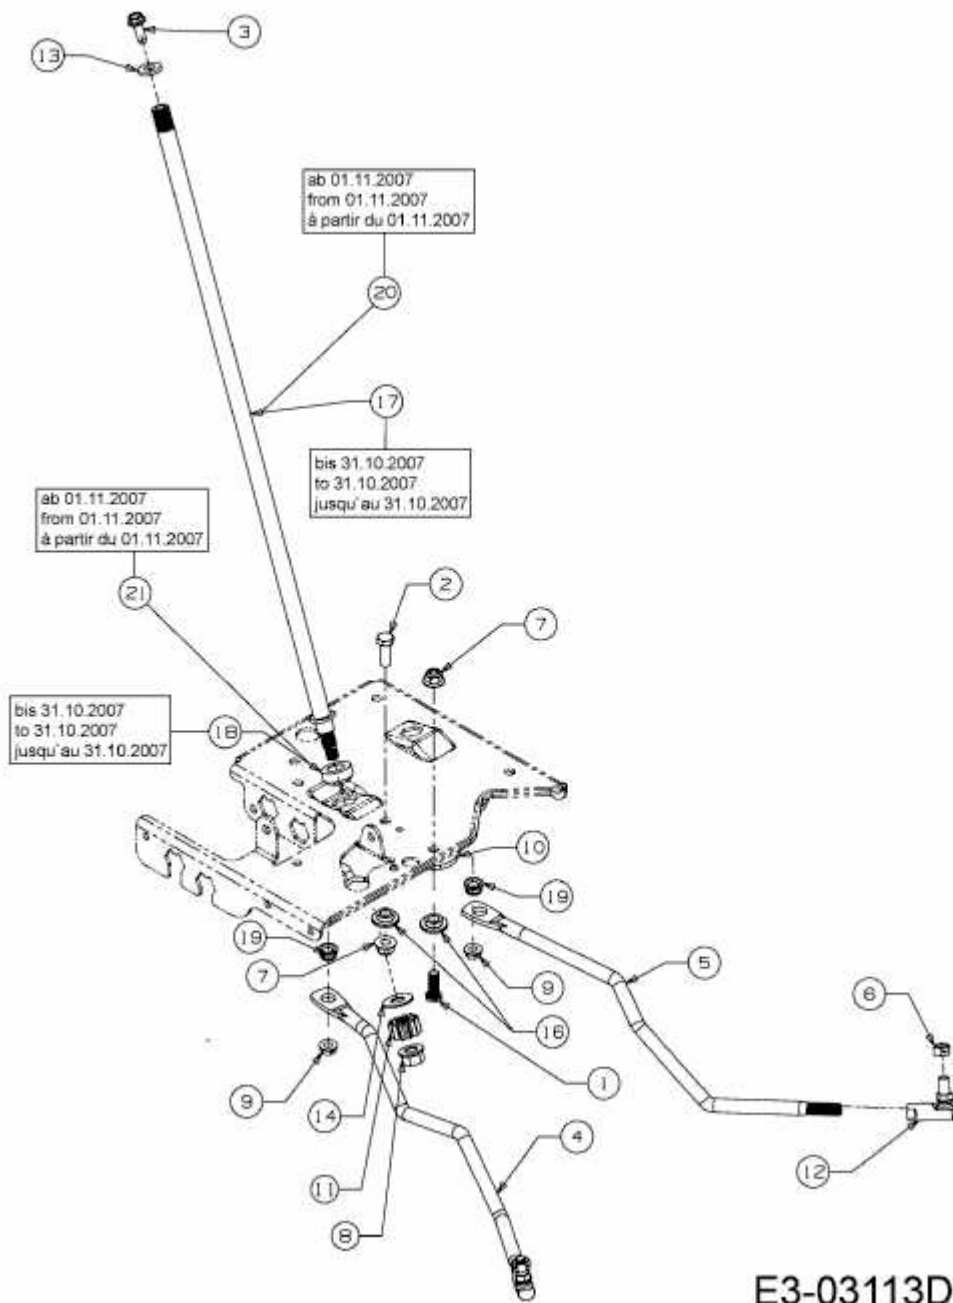 3
13
ab 01.11.2007
from 01.11.2007
à partir du 01.11.2007
20
17
bis 31.10.2007
to 31.10.2007
jusqu'au 31.10.2007
ab 01.11.2007
from 01.11.2007
à partir du 01.11.2007
21
2
7
bis 31.10.2007
to 31.10.2007
jusqu'au 31.10.2007
18
10
19
19
7
9
5
6
16
9
14
1
4
12
11
8
E3-03113D